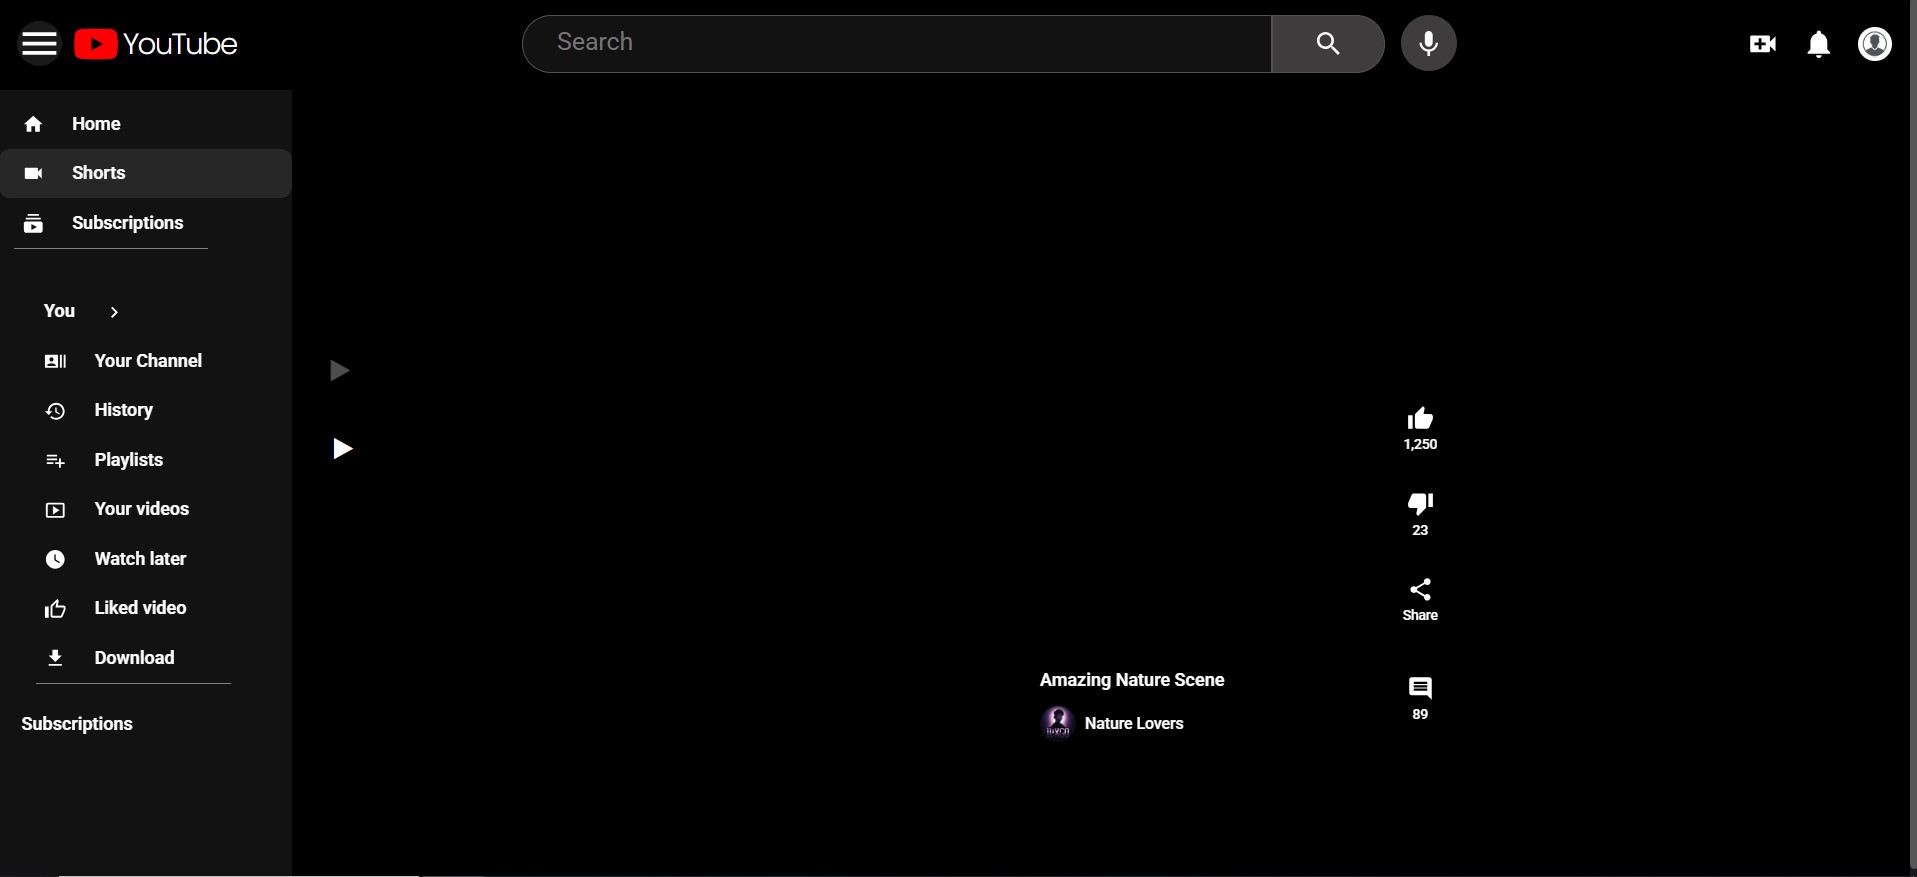 YouTube
Search
Home
Shorts
Subscriptions
You
Your Channel
History
Playlists
Your videos
Watch later
Liked video
Download
Subscriptions
1,250
23
Share
89
Amazing Nature Scene
Nature Lovers